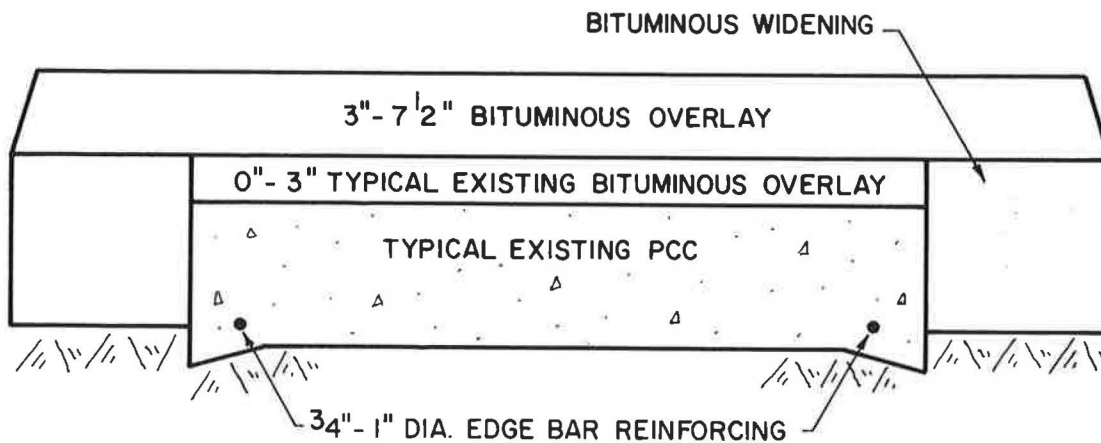 BITUMINOUS WIDENING
3"-7 1/2" BITUMINOUS OVERLAY
0"-3" TYPICAL EXISTING BITUMINOUS OVERLAY
TYPICAL EXISTING PCC
3/4"-1" DIA. EDGE BAR REINFORCING